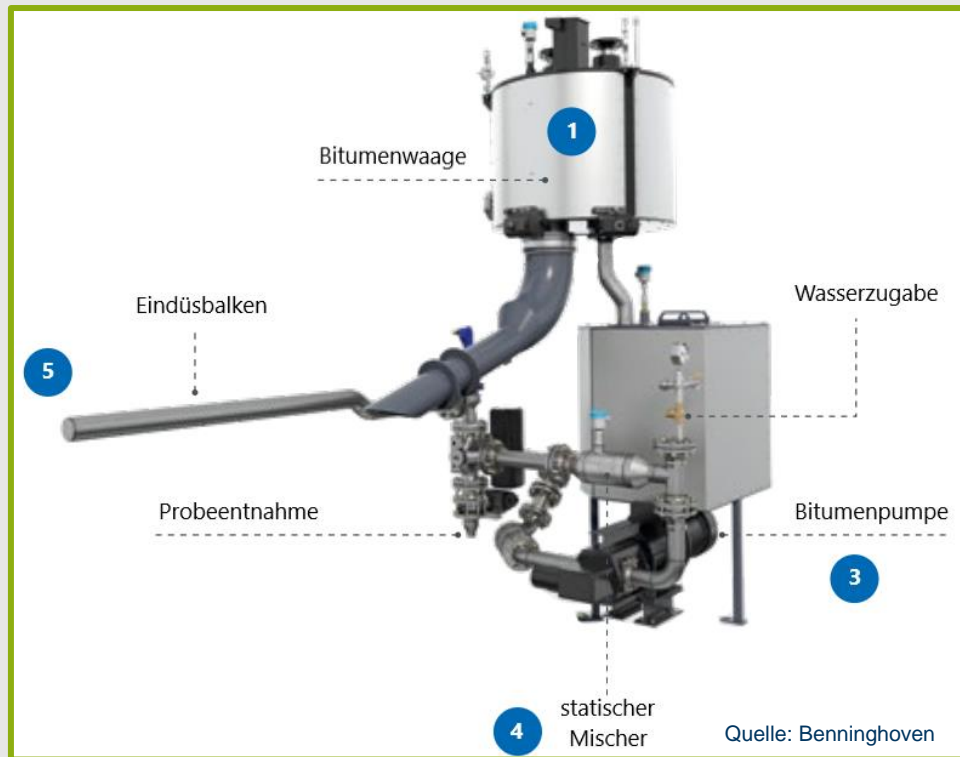 1
Bitumenwaage
Wasserzugabe
Eindüsbalken
5
Probeentnahme
Bitumenpumpe
3
4
statischer
Mischer
Quelle: Benninghoven